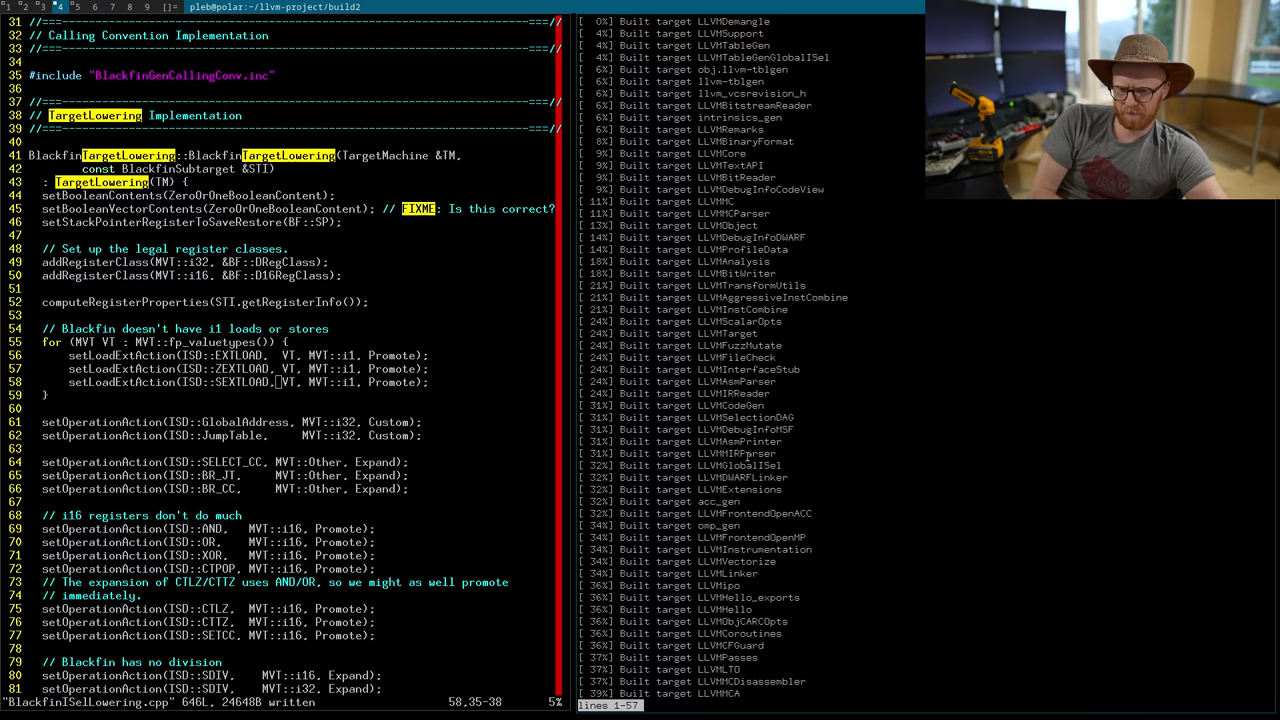 1 2 3 4 5 6 7 8 9 []= pleb@polar:~/llvm-project/build2
31 //===----------------------------------------------------------------------===//
32 // Calling Convention Implementation
33 //===----------------------------------------------------------------------===//
34
35 #include "BlackfinGenCallingConv.inc"
36
37 //===----------------------------------------------------------------------===//
38 // TargetLowering Implementation
39 //===----------------------------------------------------------------------===//
40
41 BlackfinTargetLowering::BlackfinTargetLowering(TargetMachine &TM,
42 const BlackfinSubtarget &STI)
43 : TargetLowering(TM) {
44 setBooleanContents(ZeroOrOneBooleanContent);
45 setBooleanVectorContents(ZeroOrOneBooleanContent); // FIXME: Is this correct?
46 setStackPointerRegisterToSaveRestore(BF::SP);
47
48 // Set up the legal register classes.
49 addRegisterClass(MVT::i32, &BF::DRegClass);
50 addRegisterClass(MVT::i16, &BF::D16RegClass);
51
52 computeRegisterProperties(STI.getRegisterInfo());
53
54 // Blackfin doesn't have i1 loads or stores
55 for (MVT VT : MVT::fp_valuetypes()) {
56 setLoadExtAction(ISD::EXTLOAD, VT, MVT::i1, Promote);
57 setLoadExtAction(ISD::ZEXTLOAD, VT, MVT::i1, Promote);
58 setLoadExtAction(ISD::SEXTLOAD, VT, MVT::i1, Promote);
59 }
60
61 setOperationAction(ISD::GlobalAddress, MVT::i32, Custom);
62 setOperationAction(ISD::JumpTable, MVT::i32, Custom);
63
64 setOperationAction(ISD::SELECT_CC, MVT::Other, Expand);
65 setOperationAction(ISD::BR_JT, MVT::Other, Expand);
66 setOperationAction(ISD::BR_CC, MVT::Other, Expand);
67
68 // i16 registers don't do much
69 setOperationAction(ISD::AND, MVT::i16, Promote);
70 setOperationAction(ISD::OR, MVT::i16, Promote);
71 setOperationAction(ISD::XOR, MVT::i16, Promote);
72 setOperationAction(ISD::CTPOP, MVT::i16, Promote);
73 // The expansion of CTLZ/CTTZ uses AND/OR, so we might as well promote
74 // immediately.
75 setOperationAction(ISD::CTLZ, MVT::i16, Promote);
76 setOperationAction(ISD::CTTZ, MVT::i16, Promote);
77 setOperationAction(ISD::SETCC, MVT::i16, Promote);
78
79 // Blackfin has no division
80 setOperationAction(ISD::SDIV, MVT::i16, Expand);
81 setOperationAction(ISD::SDIV, MVT::i32, Expand);
"BlackfinISelLowering.cpp" 646L, 24648B written 58,35-38 5%
[ 0%] Built target LLVMDemangle
[ 4%] Built target LLVMSupport
[ 4%] Built target LLVMTableGen
[ 4%] Built target LLVMTableGenGlobalISel
[ 6%] Built target obj.llvm-tblgen
[ 6%] Built target llvm-tblgen
[ 6%] Built target llvm_vcsrevision_h
[ 6%] Built target LLVMBitstreamReader
[ 6%] Built target intrinsics_gen
[ 6%] Built target LLVMRemarks
[ 6%] Built target LLVMBinaryFormat
[ 9%] Built target LLVMCore
[ 9%] Built target LLVMTextAPI
[ 9%] Built target LLVMBitReader
[ 9%] Built target LLVMDebugInfoCodeView
[ 11%] Built target LLVMMC
[ 11%] Built target LLVMMCParser
[ 13%] Built target LLVMObject
[ 14%] Built target LLVMDebugInfoDWARF
[ 14%] Built target LLVMProfileData
[ 18%] Built target LLVMAnalysis
[ 18%] Built target LLVMBitWriter
[ 21%] Built target LLVMTransformUtils
[ 21%] Built target LLVMAggressiveInstCombine
[ 21%] Built target LLVMInstCombine
[ 24%] Built target LLVMScalarOpts
[ 24%] Built target LLVMTarget
[ 24%] Built target LLVMFuzzMutate
[ 24%] Built target LLVMFileCheck
[ 24%] Built target LLVMInterfaceStub
[ 24%] Built target LLVMAsmParser
[ 24%] Built target LLVMIRReader
[ 31%] Built target LLVMCodeGen
[ 31%] Built target LLVMSelectionDAG
[ 31%] Built target LLVMDebugInfoMSF
[ 31%] Built target LLVMAsmPrinter
[ 31%] Built target LLVMMIRParser
[ 32%] Built target LLVMGlobalISel
[ 32%] Built target LLVMDWARFLinker
[ 32%] Built target LLVMExtensions
[ 32%] Built target acc_gen
[ 32%] Built target LLVMFrontendOpenACC
[ 34%] Built target omp_gen
[ 34%] Built target LLVMFrontendOpenMP
[ 34%] Built target LLVMInstrumentation
[ 34%] Built target LLVMVectorize
[ 34%] Built target LLVMLinker
[ 36%] Built target LLVMipo
[ 36%] Built target LLVMHello_exports
[ 36%] Built target LLVMHello
[ 36%] Built target LLVMObjCARCOpts
[ 36%] Built target LLVMCoroutines
[ 36%] Built target LLVMCFGuard
[ 37%] Built target LLVMPasses
[ 37%] Built target LLVMLTO
[ 37%] Built target LLVMMCDisassembler
[ 39%] Built target LLVMMCA
lines 1-57